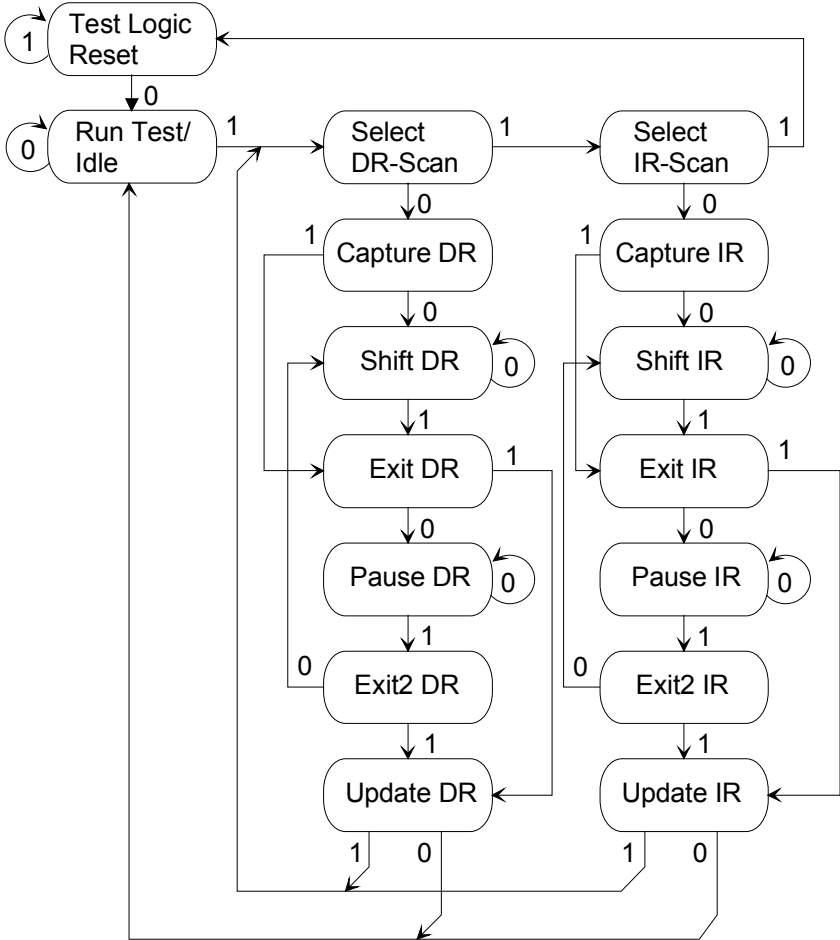 Test Logic
Reset
1
0
Run Test/
Idle
0
1
Select
DR-Scan
1
Select
IR-Scan
1
0
0
1
Capture DR
1
Capture IR
0
0
Shift DR
0
Shift IR
0
1
1
Exit DR
1
Exit IR
1
0
0
Pause DR
0
Pause IR
0
1
1
0
Exit2 DR
0
Exit2 IR
1
1
Update DR
Update IR
1
0
1
0